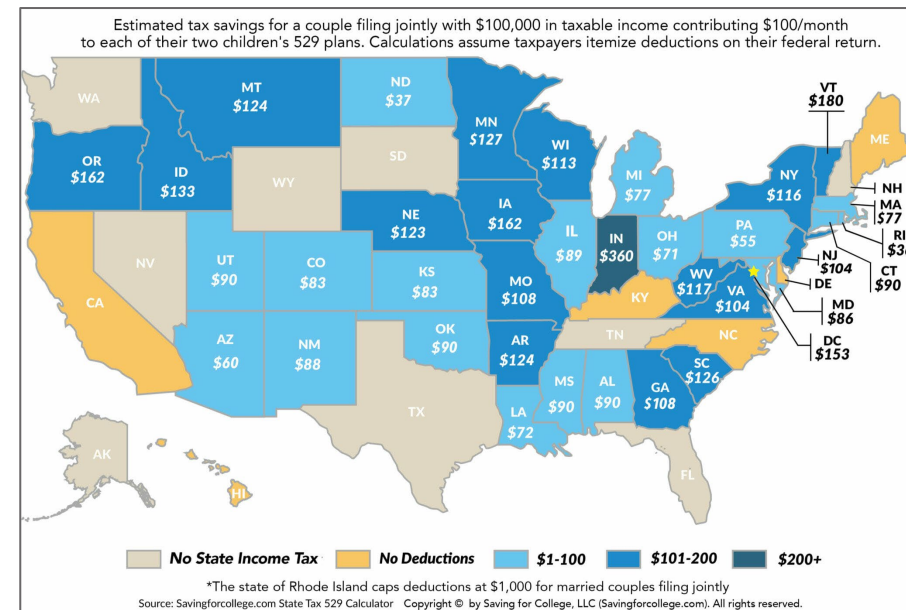 Estimated tax savings for a couple filing jointly with $100,000 in taxable income contributing $100/month
to each of their two children's 529 plans. Calculations assume taxpayers itemize deductions on their federal return.
WA
MT
$124
ND
$37
MN
$127
VT
$180
ME
OR
$162
ID
$133
SD
WI
$113
MI
$77
NY
$116
NH
MA
$77
WY
NE
$123
IA
$162
PA
$55
RI
NV
UT
$90
CO
$83
KS
$83
IL
$89
IN
$360
OH
$71
NJ
$104
CT
$90
DE
CA
MO
$108
KY
WV
$117
VA
$104
MD
$86
AZ
$60
NM
$88
OK
$90
AR
$124
TN
NC
DC
$153
TX
LA
$72
MS
$90
AL
$90
GA
$108
SC
$126
AK
HI
FL
No State Income Tax
No Deductions
$1-100
$101-200
$200+
*The state of Rhode Island caps deductions at $1,000 for married couples filing jointly
Source: Savingforcollege.com State Tax 529 Calculator Copyright © by Saving for College, LLC (Savingforcollege.com). All rights reserved.